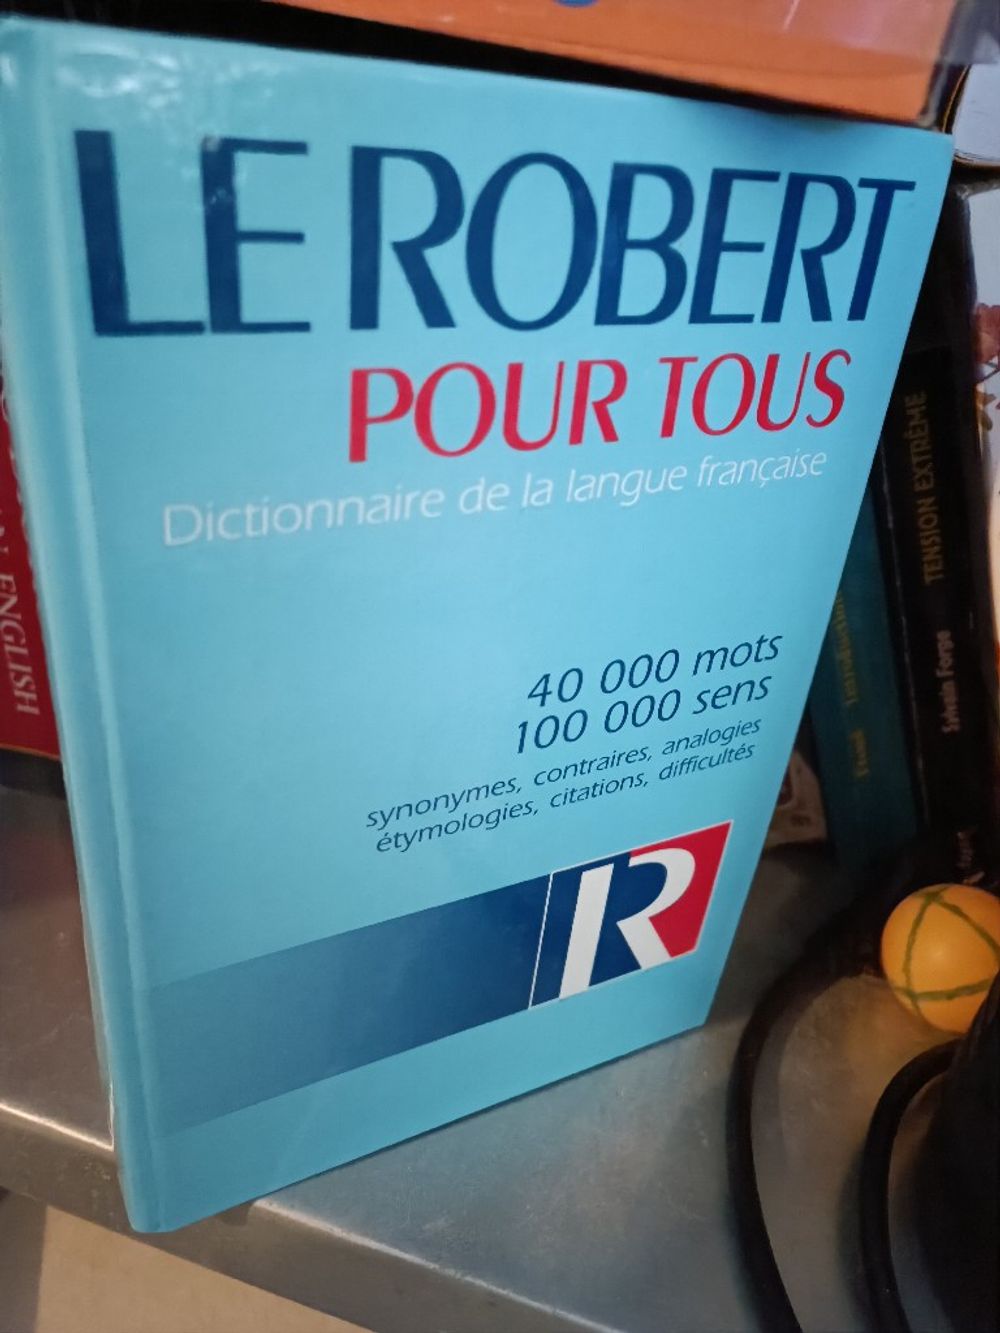 LE ROBERT
POUR TOUS
Dictionnaire de la langue française
40 000 mots
100 000 sens
synonymes, contraires, analogies
étymologies, citations, difficultés
R
ENGLISH
TENSION EXTRÊME
Sylvain Forge
Introduction